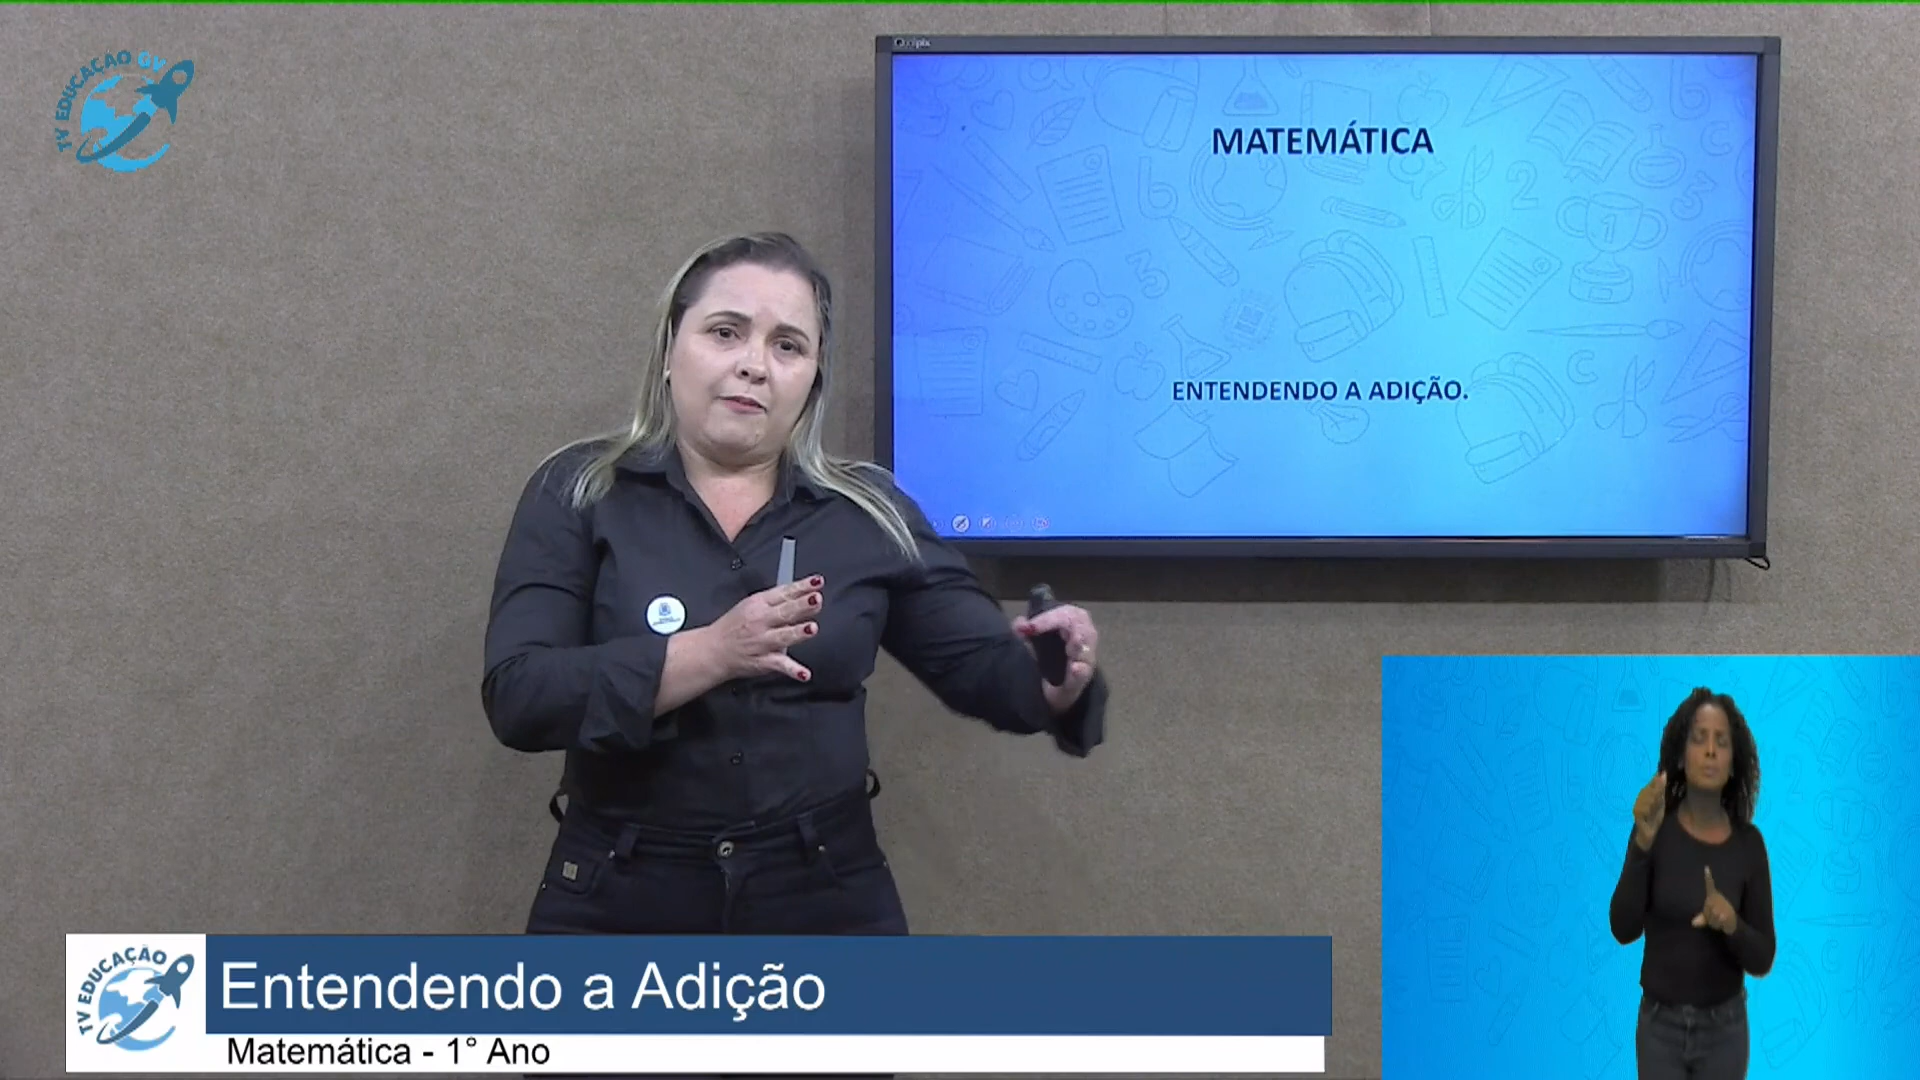 TV EDUCAÇÃO GV
MATEMÁTICA
ENTENDENDO A ADIÇÃO.
TV EDUCAÇÃO
Entendendo a Adição
Matemática - 1° Ano